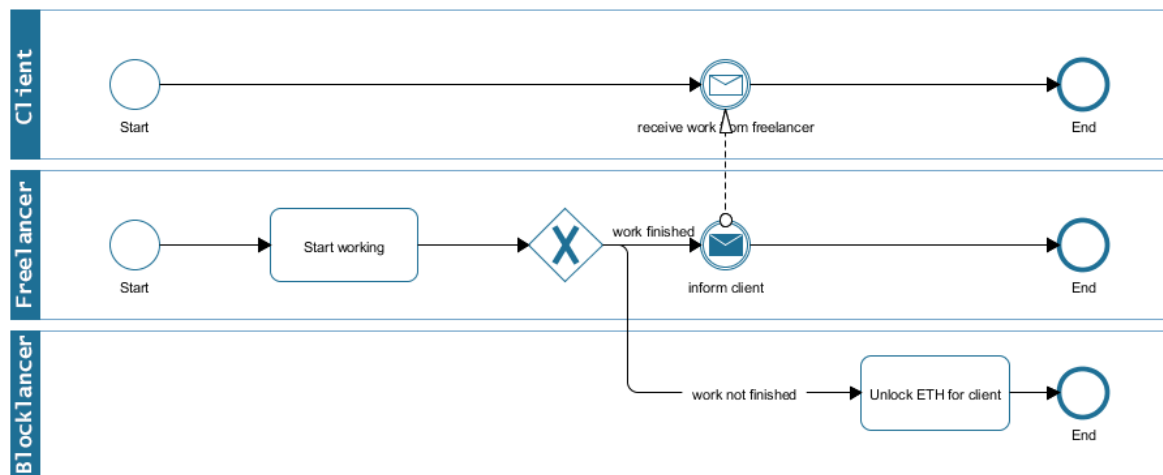 Client
Start
receive work from freelancer
End
Freelancer
Start
Start working
work finished
inform client
End
Blocklancer
work not finished
Unlock ETH for client
End